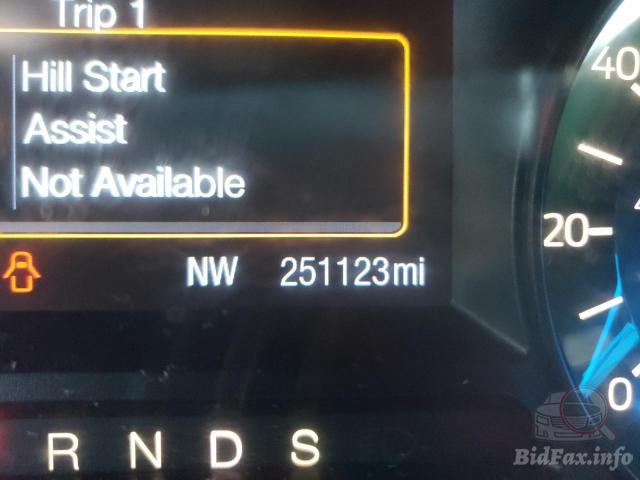 Trip 1
Hill Start
Assist
Not Available
NW 251123mi
40
20
0
R N D S
BidFax.info